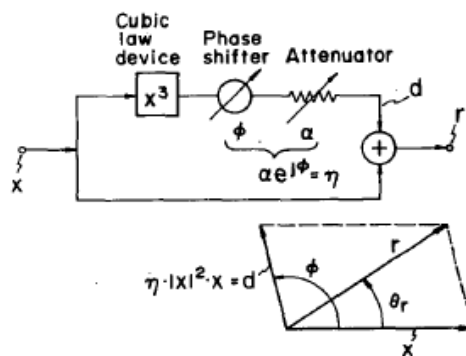 Cubic
law
device
Phase
shifter
Attenuator
x³
d
r
ϕ
α
αe^jϕ = η
+
x
r
η·|x|²·x = d
ϕ
θr
x